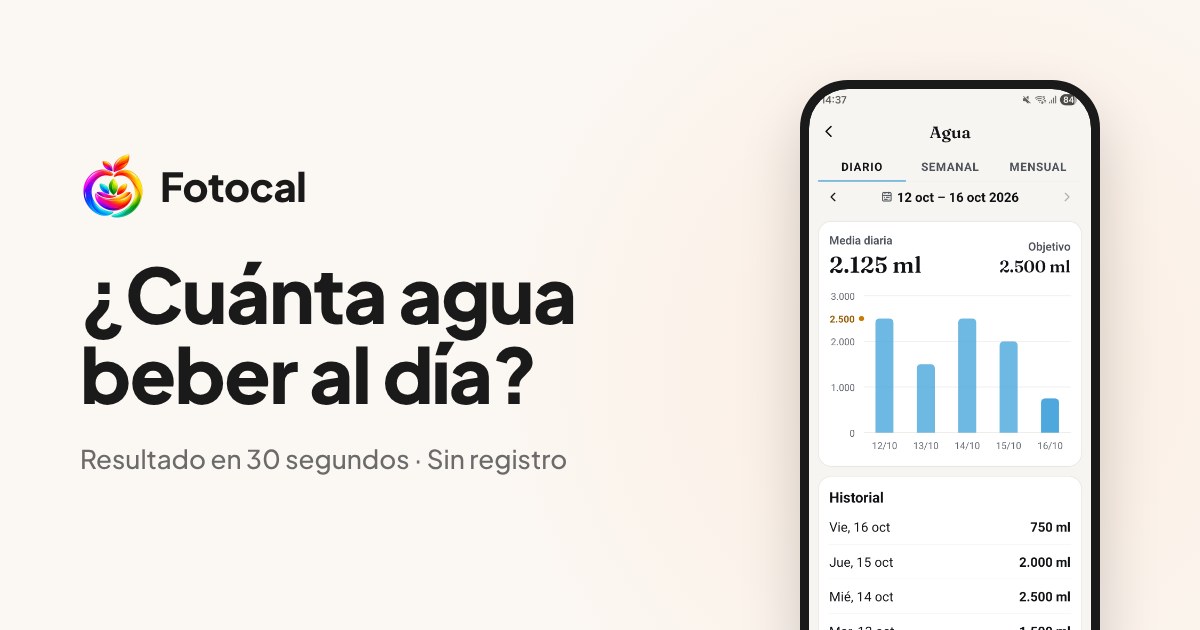 Fotocal
¿Cuánta agua
beber al día?
Resultado en 30 segundos · Sin registro
14:37
84
Agua
DIARIO SEMANAL MENSUAL
12 oct – 16 oct 2026
Media diaria
2.125 ml
Objetivo
2.500 ml
3.000
2.500
2.000
1.000
0
12/10 13/10 14/10 15/10 16/10
Historial
Vie, 16 oct 750 ml
Jue, 15 oct 2.000 ml
Mié, 14 oct 2.500 ml